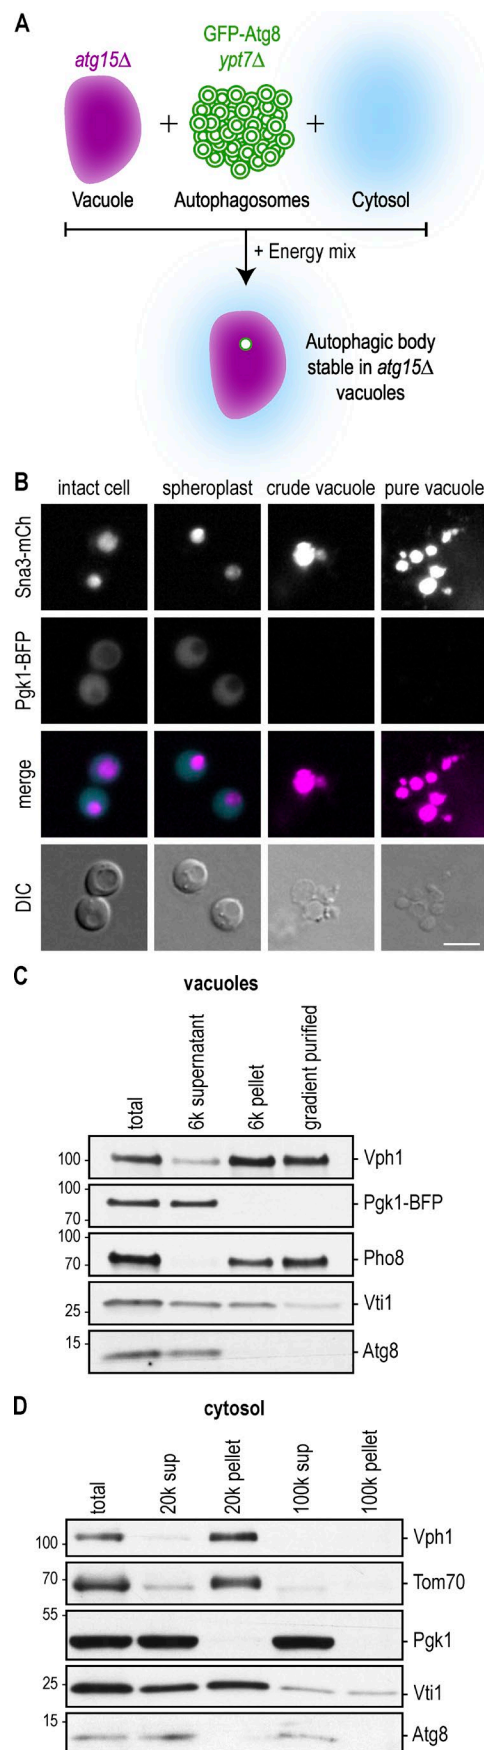 A
GFP-Atg8
atg15Δ
ypt7Δ
+
+
Vacuole
Autophagosomes
Cytosol
+ Energy mix
Autophagic body
stable in atg15Δ
vacuoles
B
intact cell
spheroplast
crude vacuole
pure vacuole
Sna3-mCh
Pgk1-BFP
merge
DIC
C
vacuoles
total
6k supernatant
6k pellet
gradient purified
100
Vph1
100
70
Pgk1-BFP
100
70
Pho8
25
Vti1
15
Atg8
D
cytosol
total
20k sup
20k pellet
100k sup
100k pellet
100
Vph1
70
Tom70
55
Pgk1
25
Vti1
15
Atg8